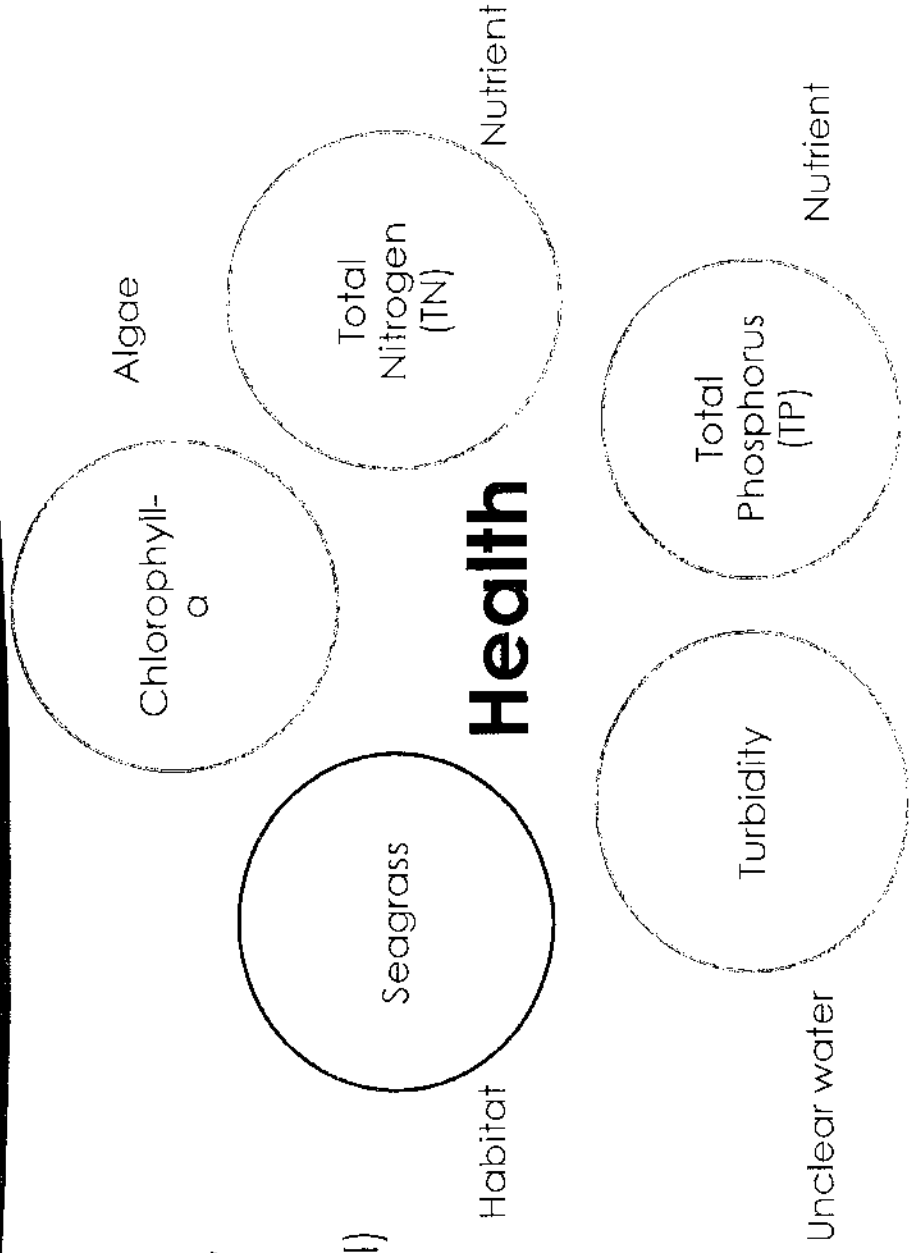 Chlorophyll-
a
Algae
Seagrass
Habitat
Total
Nitrogen
(TN)
Nutrient
Health
Turbidity
Unclear water
Total
Phosphorus
(TP)
Nutrient